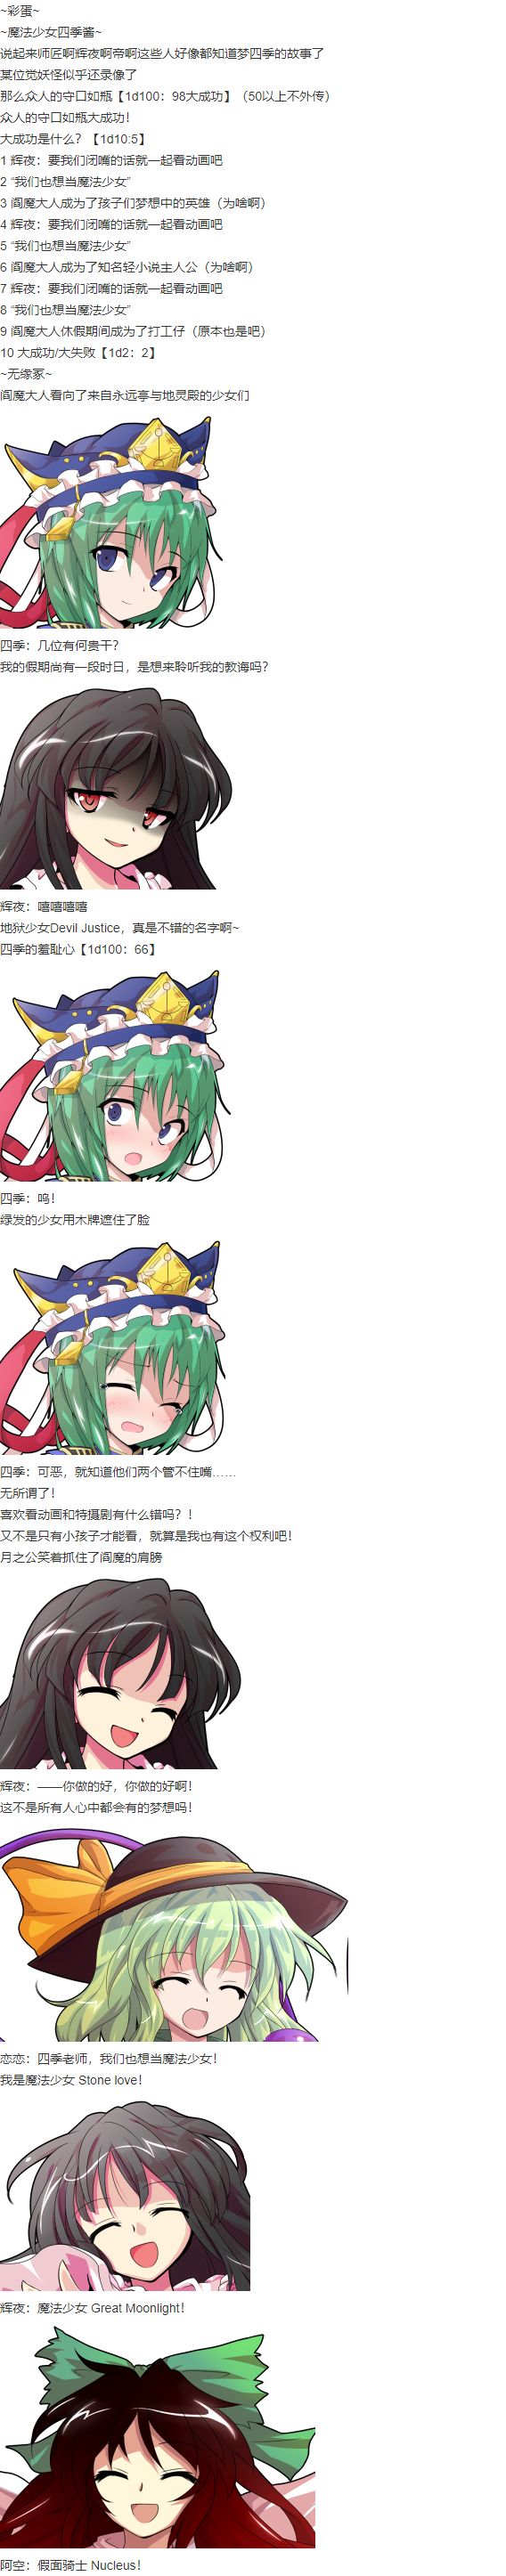 ~彩蛋~
~魔法少女四季酱~
说起来师匠啊辉夜啊帝啊这些人好像都知道梦四季的故事了
某位觉妖怪似乎还录像了
那么众人的守口如瓶【1d100：98大成功】（50以上不外传）
众人的守口如瓶大成功！
大成功是什么？【1d10:5】
1 辉夜：要我们闭嘴的话就一起看动画吧
2 “我们也想当魔法少女”
3 阎魔大人成为了孩子们梦想中的英雄（为啥啊）
4 辉夜：要我们闭嘴的话就一起看动画吧
5 “我们也想当魔法少女”
6 阎魔大人成为了知名轻小说主人公（为啥啊）
7 辉夜：要我们闭嘴的话就一起看动画吧
8 “我们也想当魔法少女”
9 阎魔大人休假期间成为了打工仔（原本也是吧）
10 大成功/大失败【1d2：2】
~无缘冢~
阎魔大人看向了来自永远亭与地灵殿的少女们
四季：几位有何贵干？
我的假期尚有一段时日，是想来聆听我的教诲吗？
辉夜：嘻嘻嘻嘻
地狱少女Devil Justice，真是不错的名字啊~
四季的羞耻心【1d100：66】
四季：呜！
绿发的少女用木牌遮住了脸
四季：可恶，就知道他们两个管不住嘴……
无所谓了！
喜欢看动画和特摄剧有什么错吗？！
又不是只有小孩子才能看，就算是我也有这个权利吧！
月之公笑着抓住了阎魔的肩膀
辉夜：——你做的好，你做的好啊！
这不是所有人心中都会有的梦想吗！
恋恋：四季老师，我们也想当魔法少女！
我是魔法少女 Stone love！
辉夜：魔法少女 Great Moonlight！
阿空：假面骑士 Nucleus！